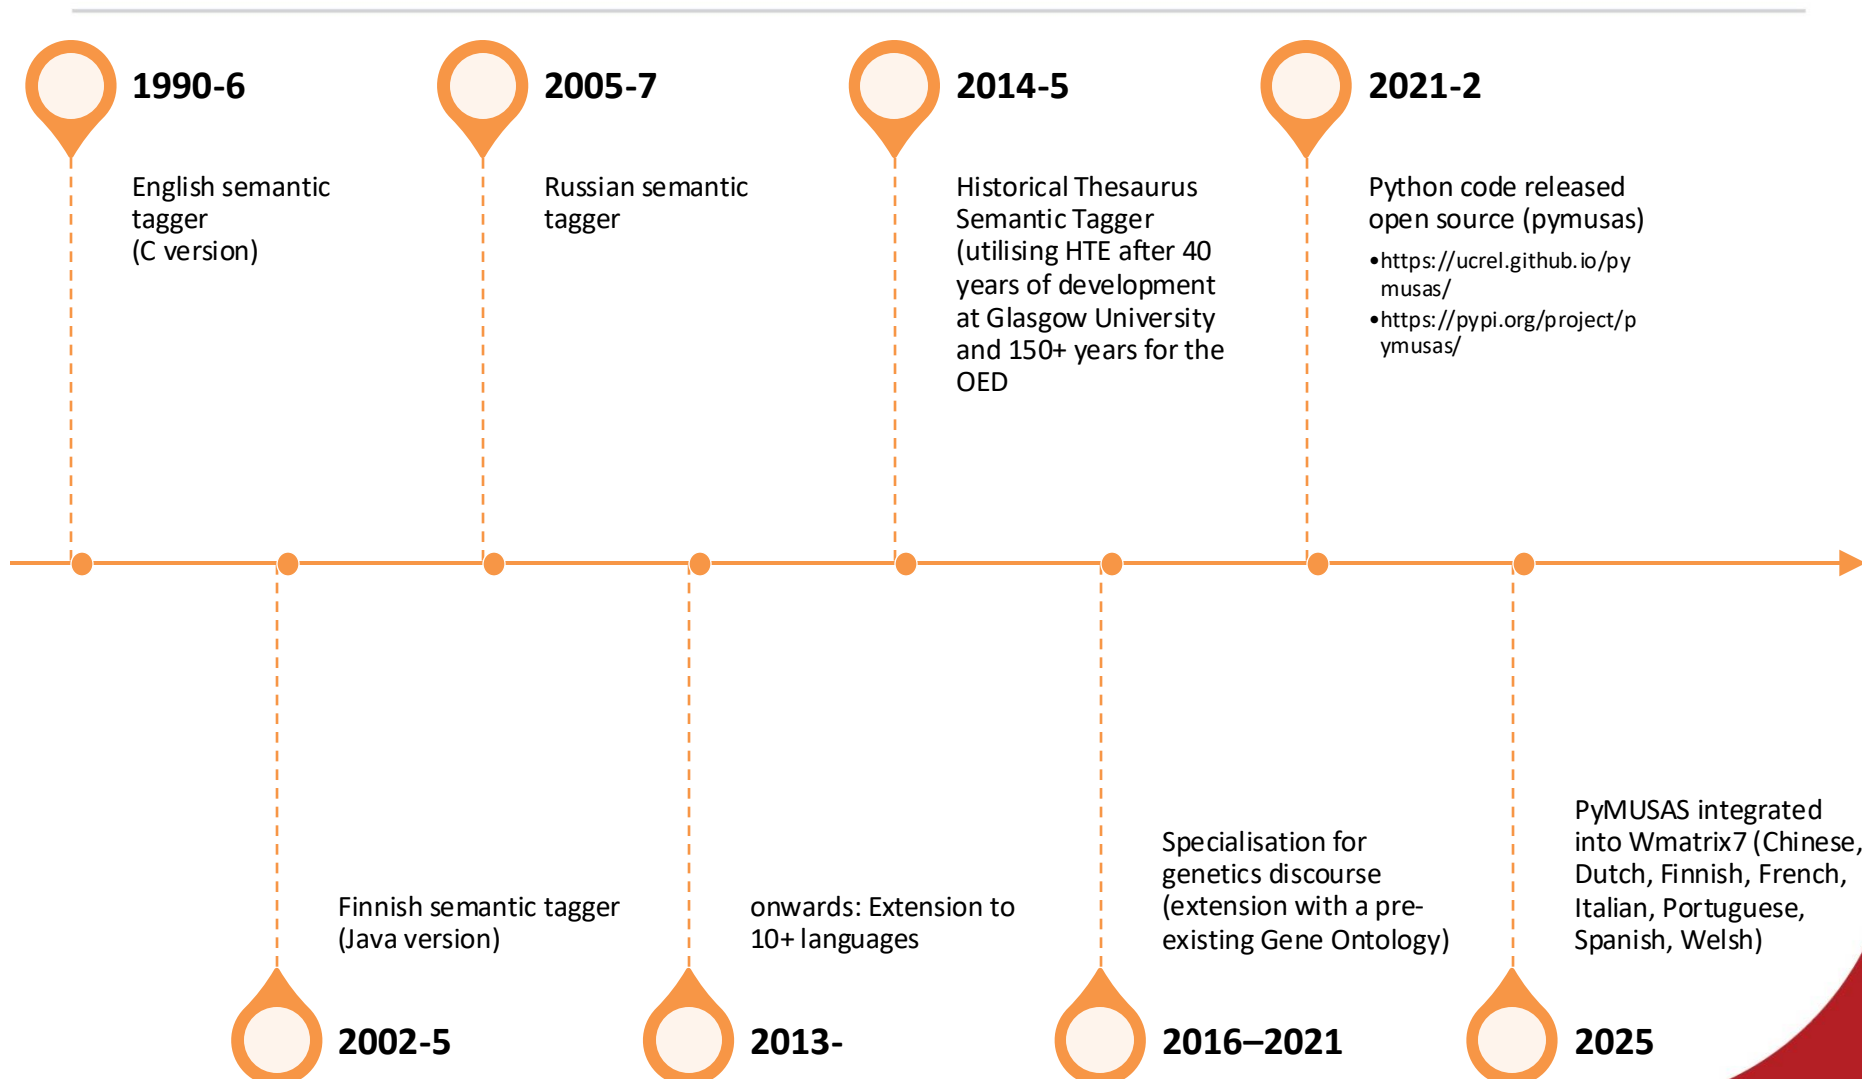 1990-6
English semantic
tagger
(C version)
2005-7
Russian semantic
tagger
2014-5
Historical Thesaurus
Semantic Tagger
(utilising HTE after 40
years of development
at Glasgow University
and 150+ years for the
OED
2021-2
Python code released
open source (pymusas)
•https://ucrel.github.io/py
musas/
•https://pypi.org/project/p
ymusas/
Finnish semantic tagger
(Java version)
2002-5
onwards: Extension to
10+ languages
2013-
Specialisation for
genetics discourse
(extension with a pre-
existing Gene Ontology)
2016–2021
PyMUSAS integrated
into Wmatrix7 (Chinese,
Dutch, Finnish, French,
Italian, Portuguese,
Spanish, Welsh)
2025